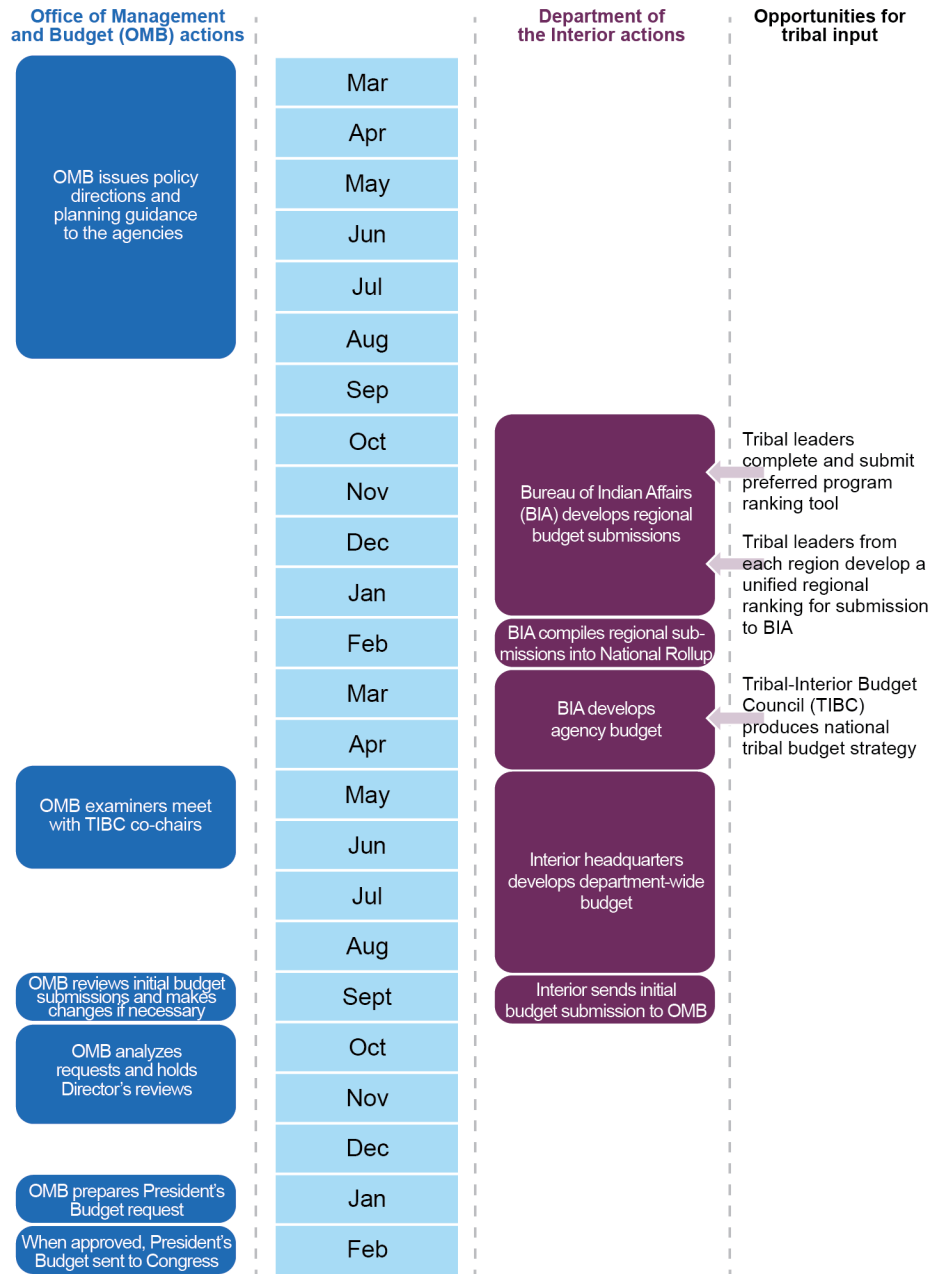 Office of Management
and Budget (OMB) actions
Department of
the Interior actions
Opportunities for
tribal input
OMB issues policy
directions and
planning guidance
to the agencies
Mar
Apr
May
Jun
Jul
Aug
Sep
Oct
Nov
Dec
Jan
Feb
Mar
Apr
May
Jun
Jul
Aug
Sept
Oct
Nov
Dec
Jan
Feb
Bureau of Indian Affairs
(BIA) develops regional
budget submissions
Tribal leaders
complete and submit
preferred program
ranking tool
Tribal leaders from
each region develop a
unified regional
ranking for submission
to BIA
BIA compiles regional sub-
missions into National Rollup
BIA develops
agency budget
Tribal-Interior Budget
Council (TIBC)
produces national
tribal budget strategy
OMB examiners meet
with TIBC co-chairs
Interior headquarters
develops department-wide
budget
OMB reviews initial budget
submissions and makes
changes if necessary
Interior sends initial
budget submission to OMB
OMB analyzes
requests and holds
Director's reviews
OMB prepares President's
Budget request
When approved, President's
Budget sent to Congress